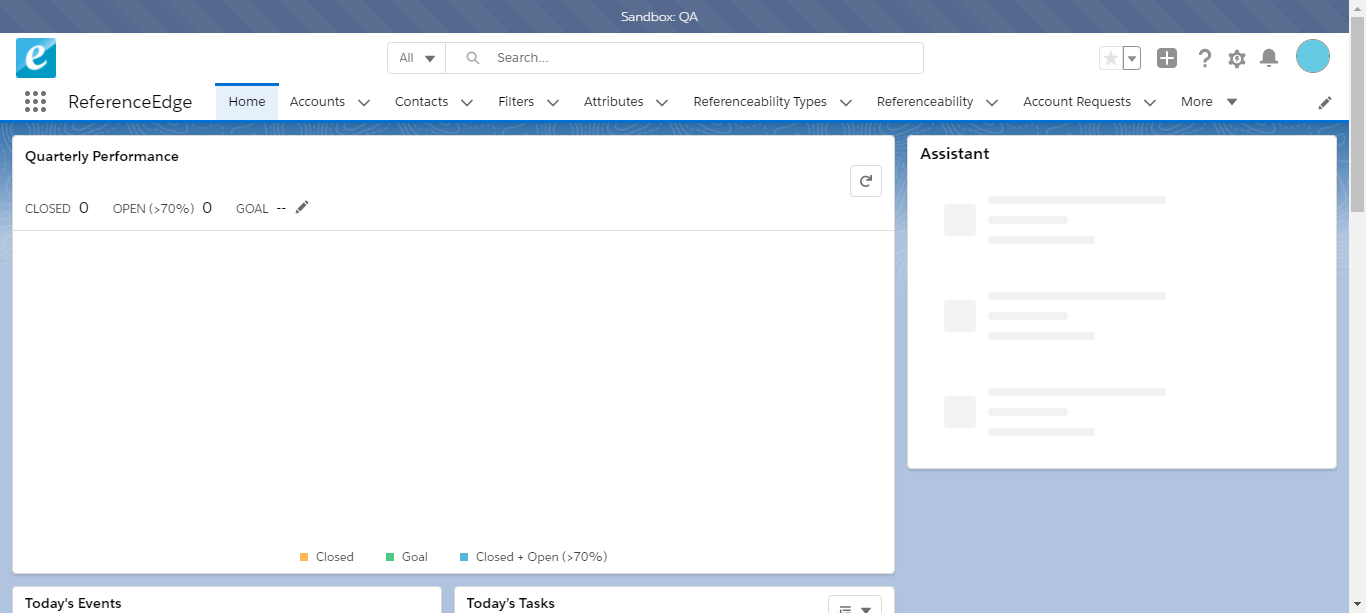 Sandbox: QA
e
All
Search...
ReferenceEdge
Home
Accounts
Contacts
Filters
Attributes
Referenceability Types
Referenceability
Account Requests
More
Quarterly Performance
CLOSED 0 OPEN (>70%) 0 GOAL --
Closed
Goal
Closed + Open (>70%)
Assistant
Today's Events
Today's Tasks